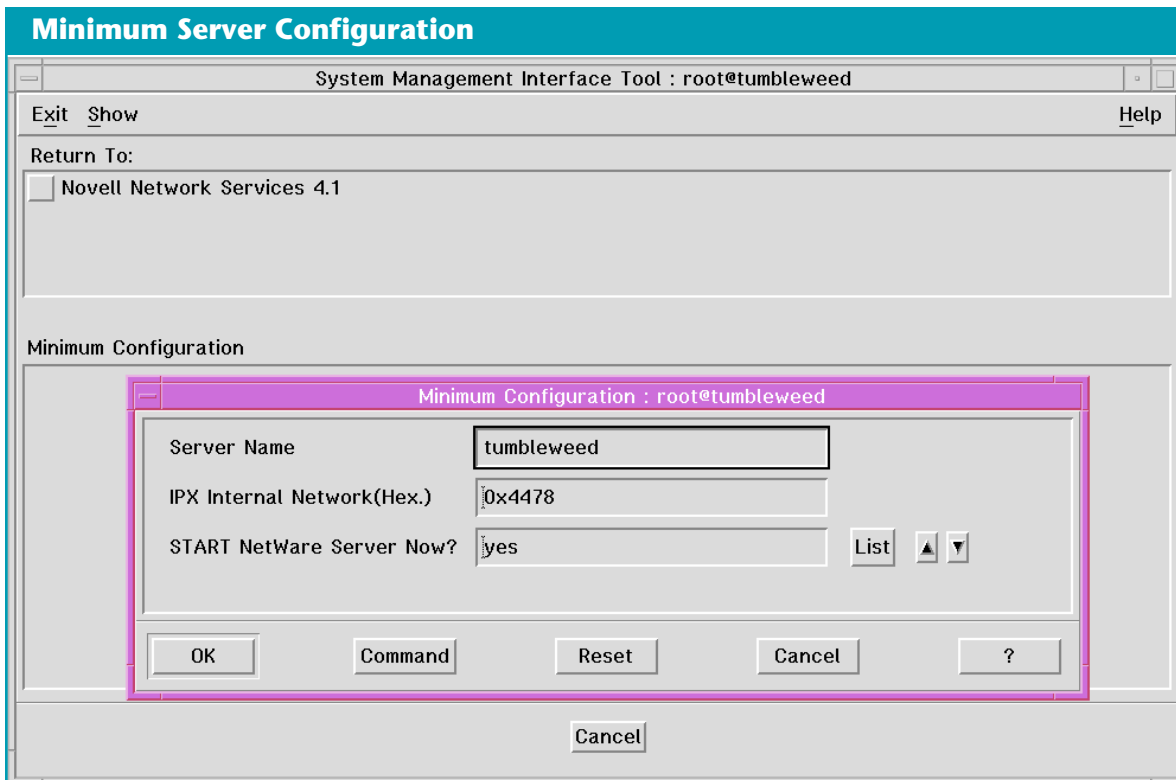 Minimum Server Configuration
System Management Interface Tool : root@tumbleweed
Exit Show Help
Return To:
Novell Network Services 4.1
Minimum Configuration
Minimum Configuration : root@tumbleweed
Server Name tumbleweed
IPX Internal Network(Hex.) 0x4478
START NetWare Server Now? yes List
OK Command Reset Cancel ?
Cancel